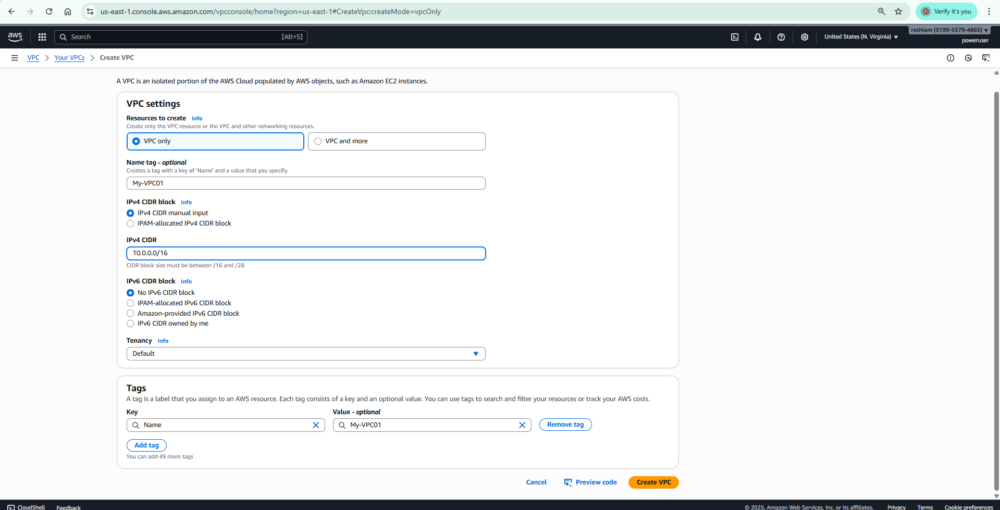 us-east-1.console.aws.amazon.com/vpcconsole/home?region=us-east-1#CreateVpc:createMode=vpcOnly
Verify it's you
aws
Search [Alt+S]
United States (N. Virginia)
reshiam (5199-5579-4865)
poweruser
VPC > Your VPCs > Create VPC
A VPC is an isolated portion of the AWS Cloud populated by AWS objects, such as Amazon EC2 instances.
VPC settings
Resources to create Info
Create only the VPC resource or the VPC and other networking resources.
VPC only
VPC and more
Name tag - optional
Creates a tag with a key of 'Name' and a value that you specify.
My-VPC01
IPv4 CIDR block Info
IPv4 CIDR manual input
IPAM-allocated IPv4 CIDR block
IPv4 CIDR
10.0.0.0/16
CIDR block size must be between /16 and /28.
IPv6 CIDR block Info
No IPv6 CIDR block
IPAM-allocated IPv6 CIDR block
Amazon-provided IPv6 CIDR block
IPv6 CIDR owned by me
Tenancy Info
Default
Tags
A tag is a label that you assign to an AWS resource. Each tag consists of a key and an optional value. You can use tags to search and filter your resources or track your AWS costs.
Key
Value - optional
Name
My-VPC01
Remove tag
Add tag
You can add 49 more tags
Cancel
Preview code
Create VPC
CloudShell Feedback
© 2025, Amazon Web Services, Inc. or its affiliates. Privacy Terms Cookie preferences